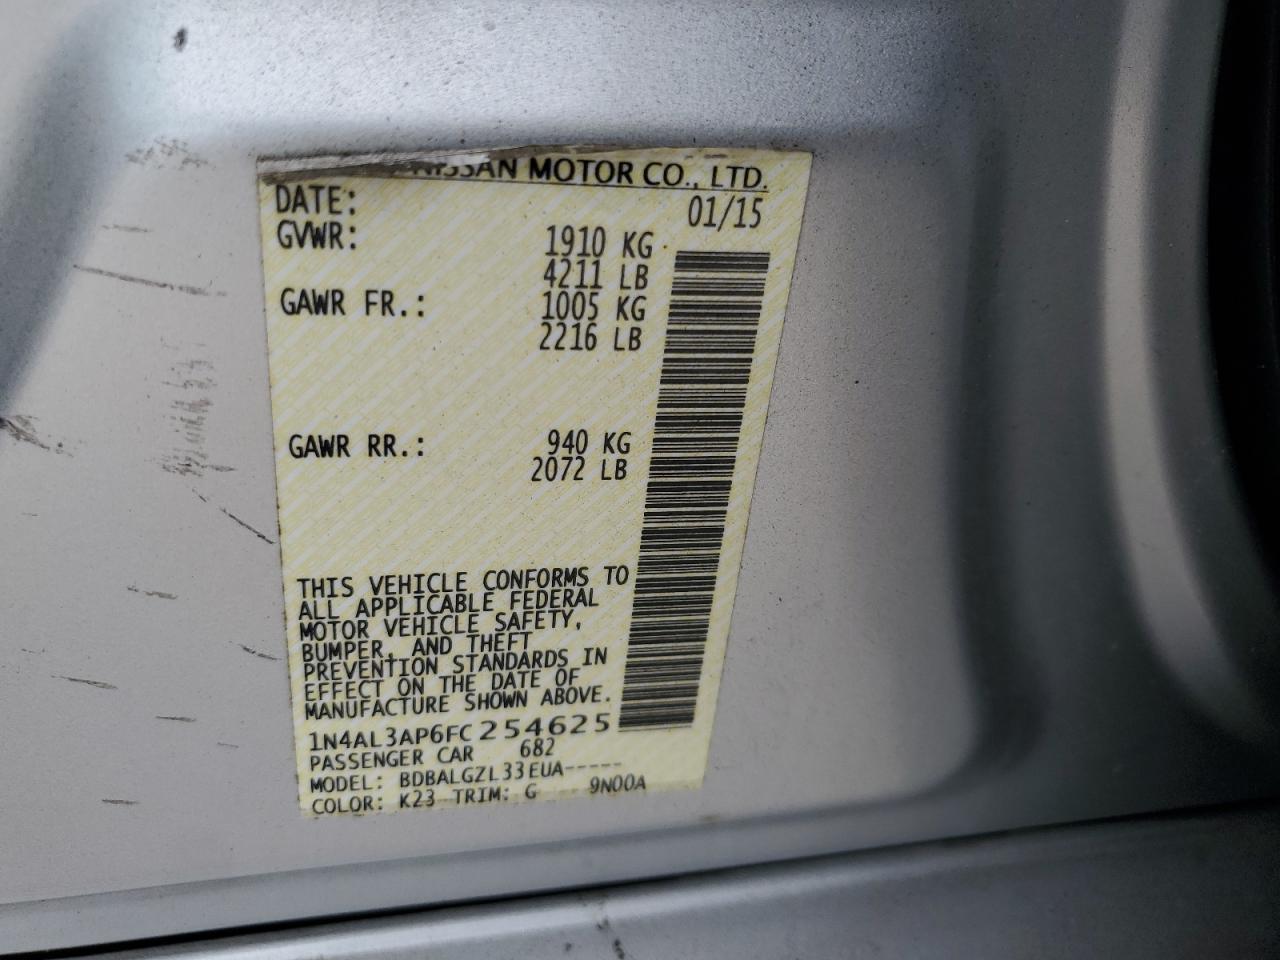 NISSAN MOTOR CO., LTD.
DATE: 01/15
GVWR: 1910 KG
4211 LB
GAWR FR.: 1005 KG
2216 LB
GAWR RR.: 940 KG
2072 LB
THIS VEHICLE CONFORMS TO
ALL APPLICABLE FEDERAL
MOTOR VEHICLE SAFETY,
BUMPER, AND THEFT
PREVENTION STANDARDS IN
EFFECT ON THE DATE OF
MANUFACTURE SHOWN ABOVE.
1N4AL3AP6FC254625
PASSENGER CAR 682
MODEL: BDBALGZL33EUA-----
COLOR: K23 TRIM: G 9N00A